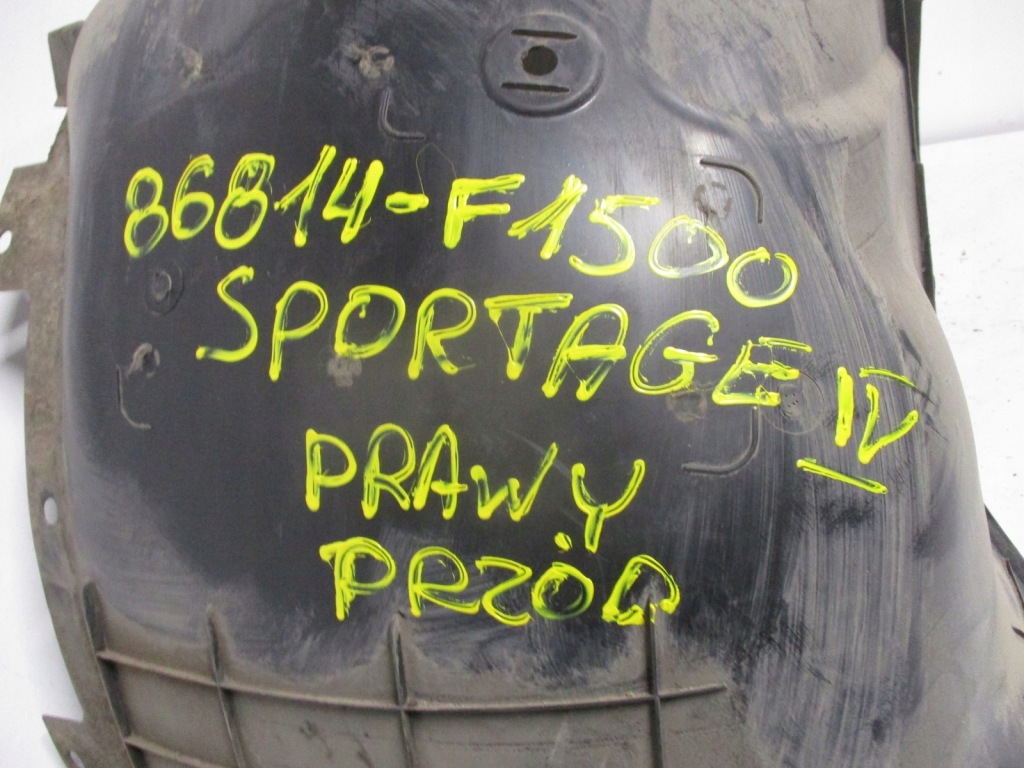 86814-F1500
SPORTAGE IV
PRAWY
PRZÓD